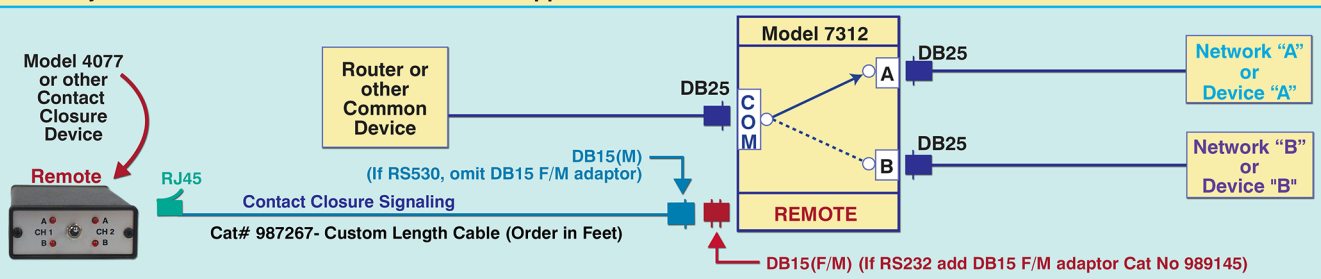 Model 4077
or other
Contact
Closure
Device
Remote
A
CH 1
B
A
CH 2
B
RJ45
Router or
other
Common
Device
DB25
DB15(M)
(If RS530, omit DB15 F/M adaptor)
Contact Closure Signaling
Cat# 987267- Custom Length Cable (Order in Feet)
Model 7312
C
O
M
A
B
REMOTE
DB15(F/M) (If RS232 add DB15 F/M adaptor Cat No 989145)
DB25
Network “A”
or
Device “A”
DB25
Network “B”
or
Device "B"